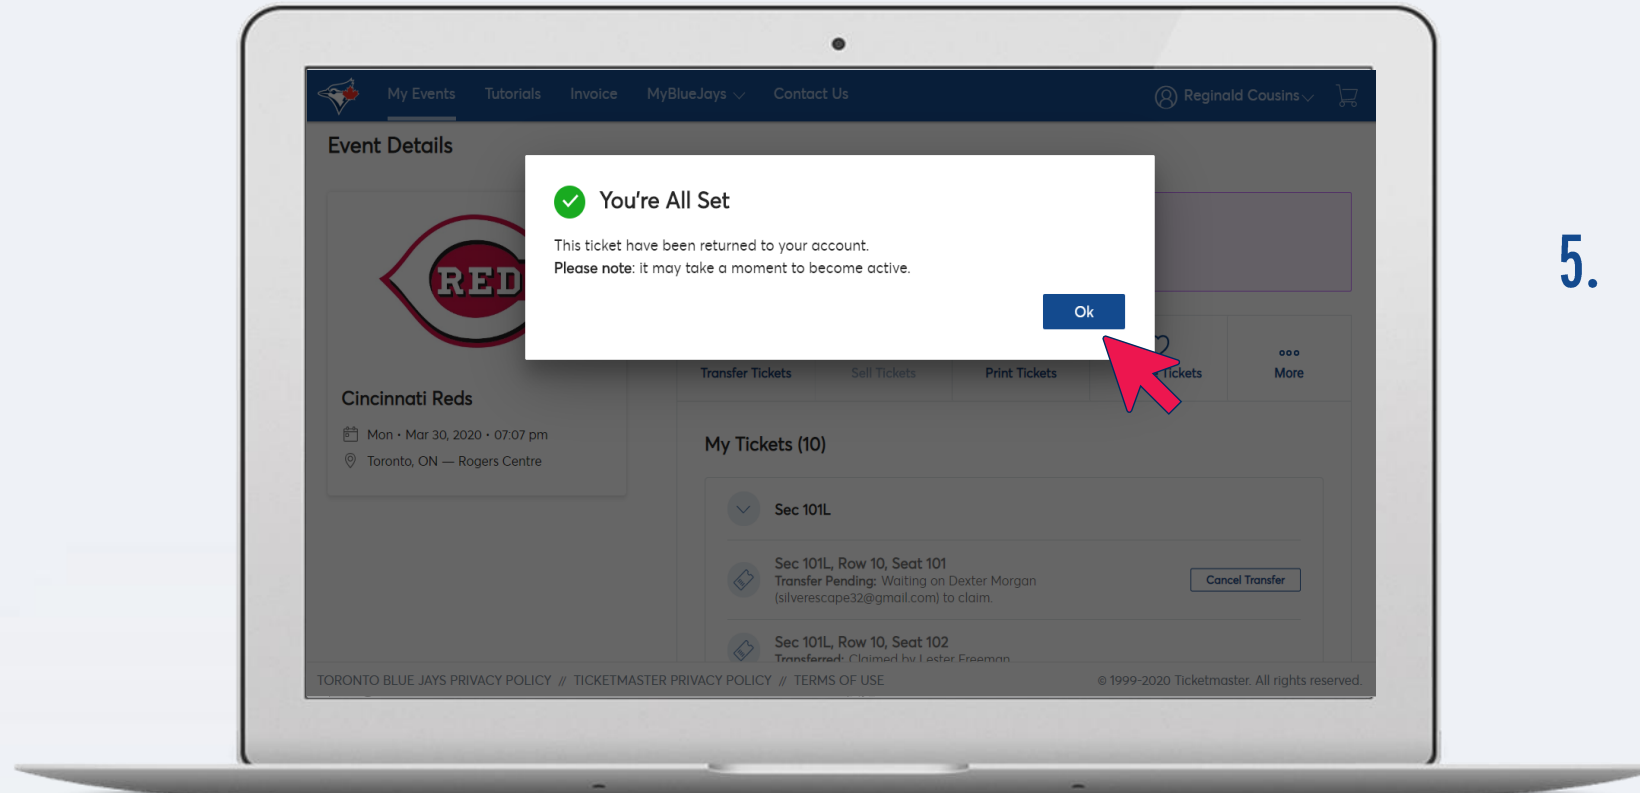 My Events Tutorials Invoice MyBlueJays Contact Us Reginald Cousins
Event Details
You're All Set
This ticket have been returned to your account.
Please note: it may take a moment to become active.
Ok
5.
RED
Transfer Tickets Sell Tickets Print Tickets Tickets More
Cincinnati Reds
Mon • Mar 30, 2020 • 07:07 pm
Toronto, ON — Rogers Centre
My Tickets (10)
Sec 101L
Sec 101L, Row 10, Seat 101
Transfer Pending: Waiting on Dexter Morgan
(silverescape32@gmail.com) to claim.
Cancel Transfer
Sec 101L, Row 10, Seat 102
Transferred: Claimed by Lester Freeman
TORONTO BLUE JAYS PRIVACY POLICY // TICKETMASTER PRIVACY POLICY // TERMS OF USE © 1999-2020 Ticketmaster. All rights reserved.